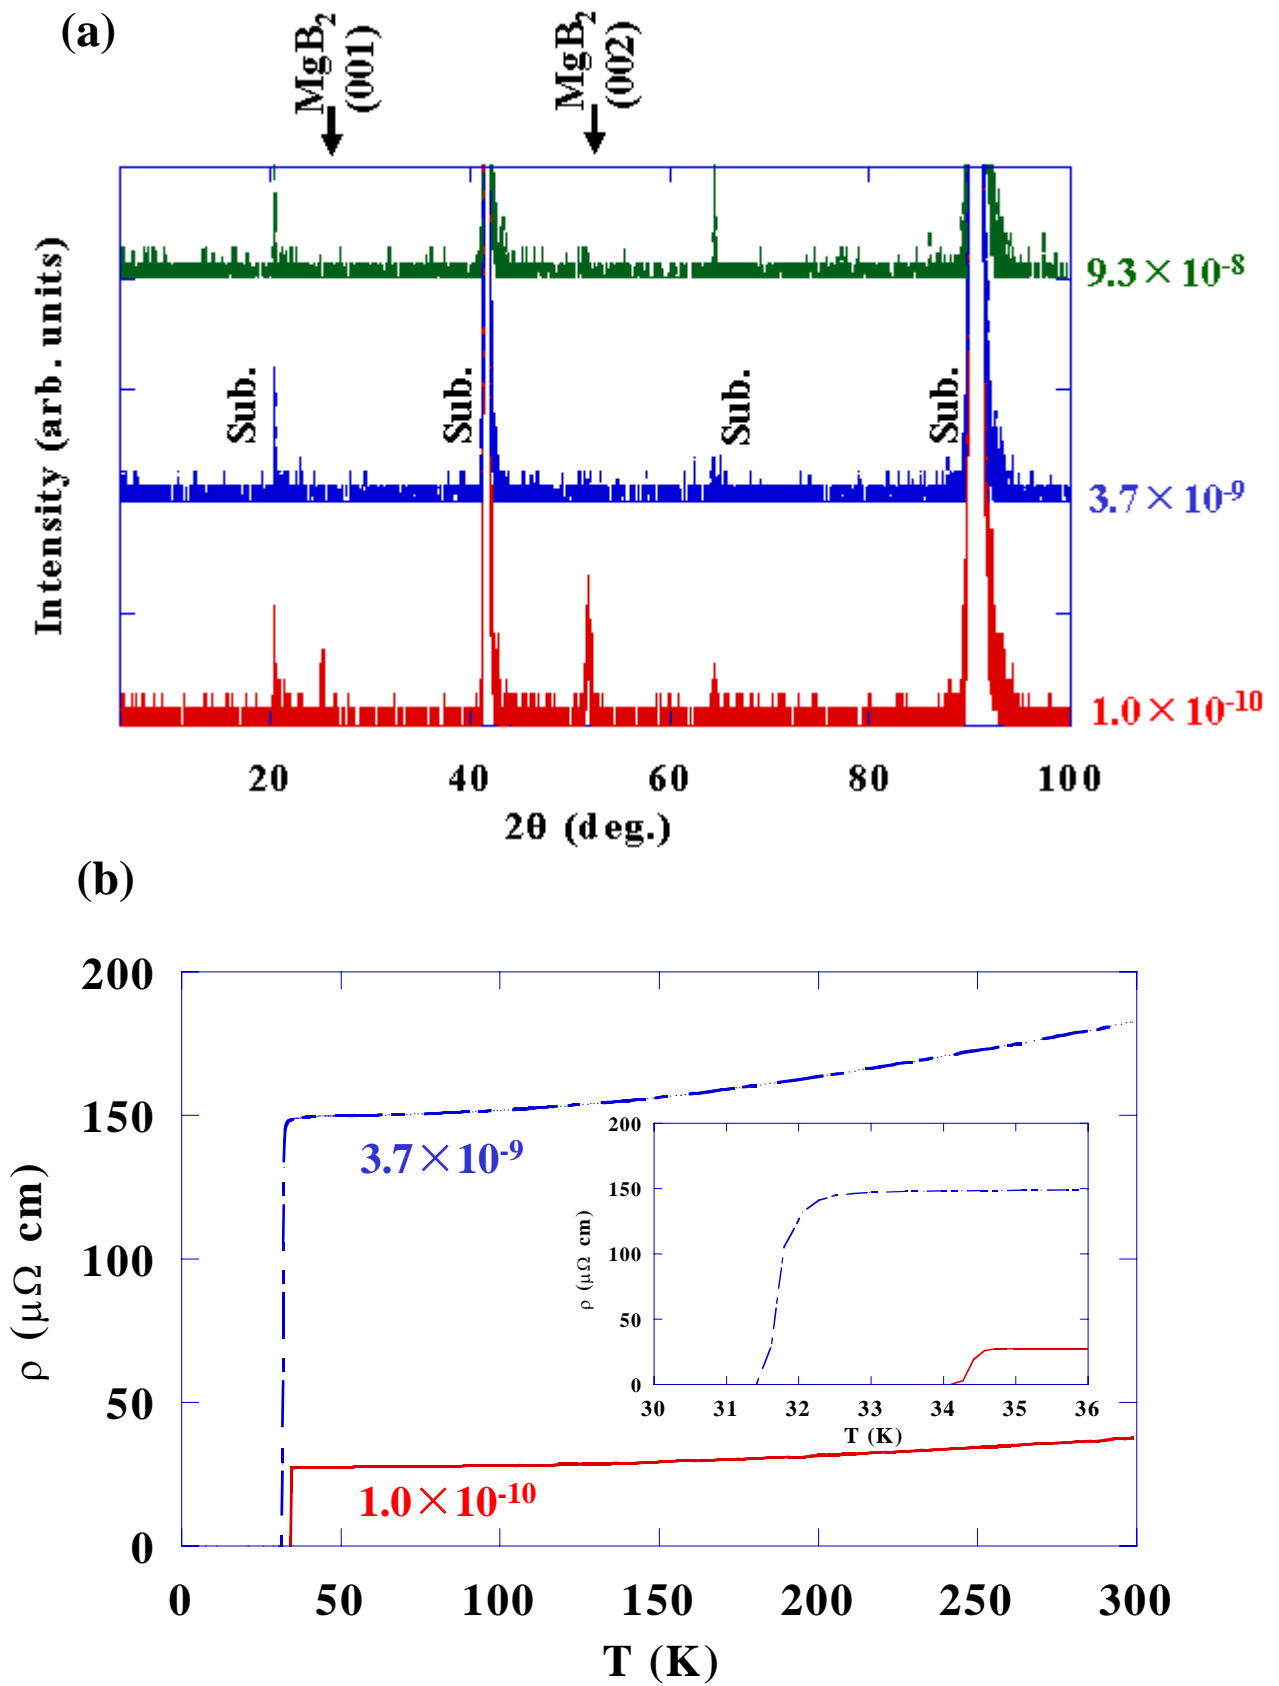 (a)
MgB2
(001)
MgB2
(002)
Intensity (arb. units)
9.3×10-8
Sub.
Sub.
Sub.
Sub.
3.7×10-9
1.0×10-10
20 40 60 80 100
2θ (deg.)
(b)
200
150
100
50
0
ρ (μΩ cm)
3.7×10-9
1.0×10-10
200
150
100
50
0
ρ (μΩ cm)
30 31 32 33 34 35 36
T (K)
0 50 100 150 200 250 300
T (K)